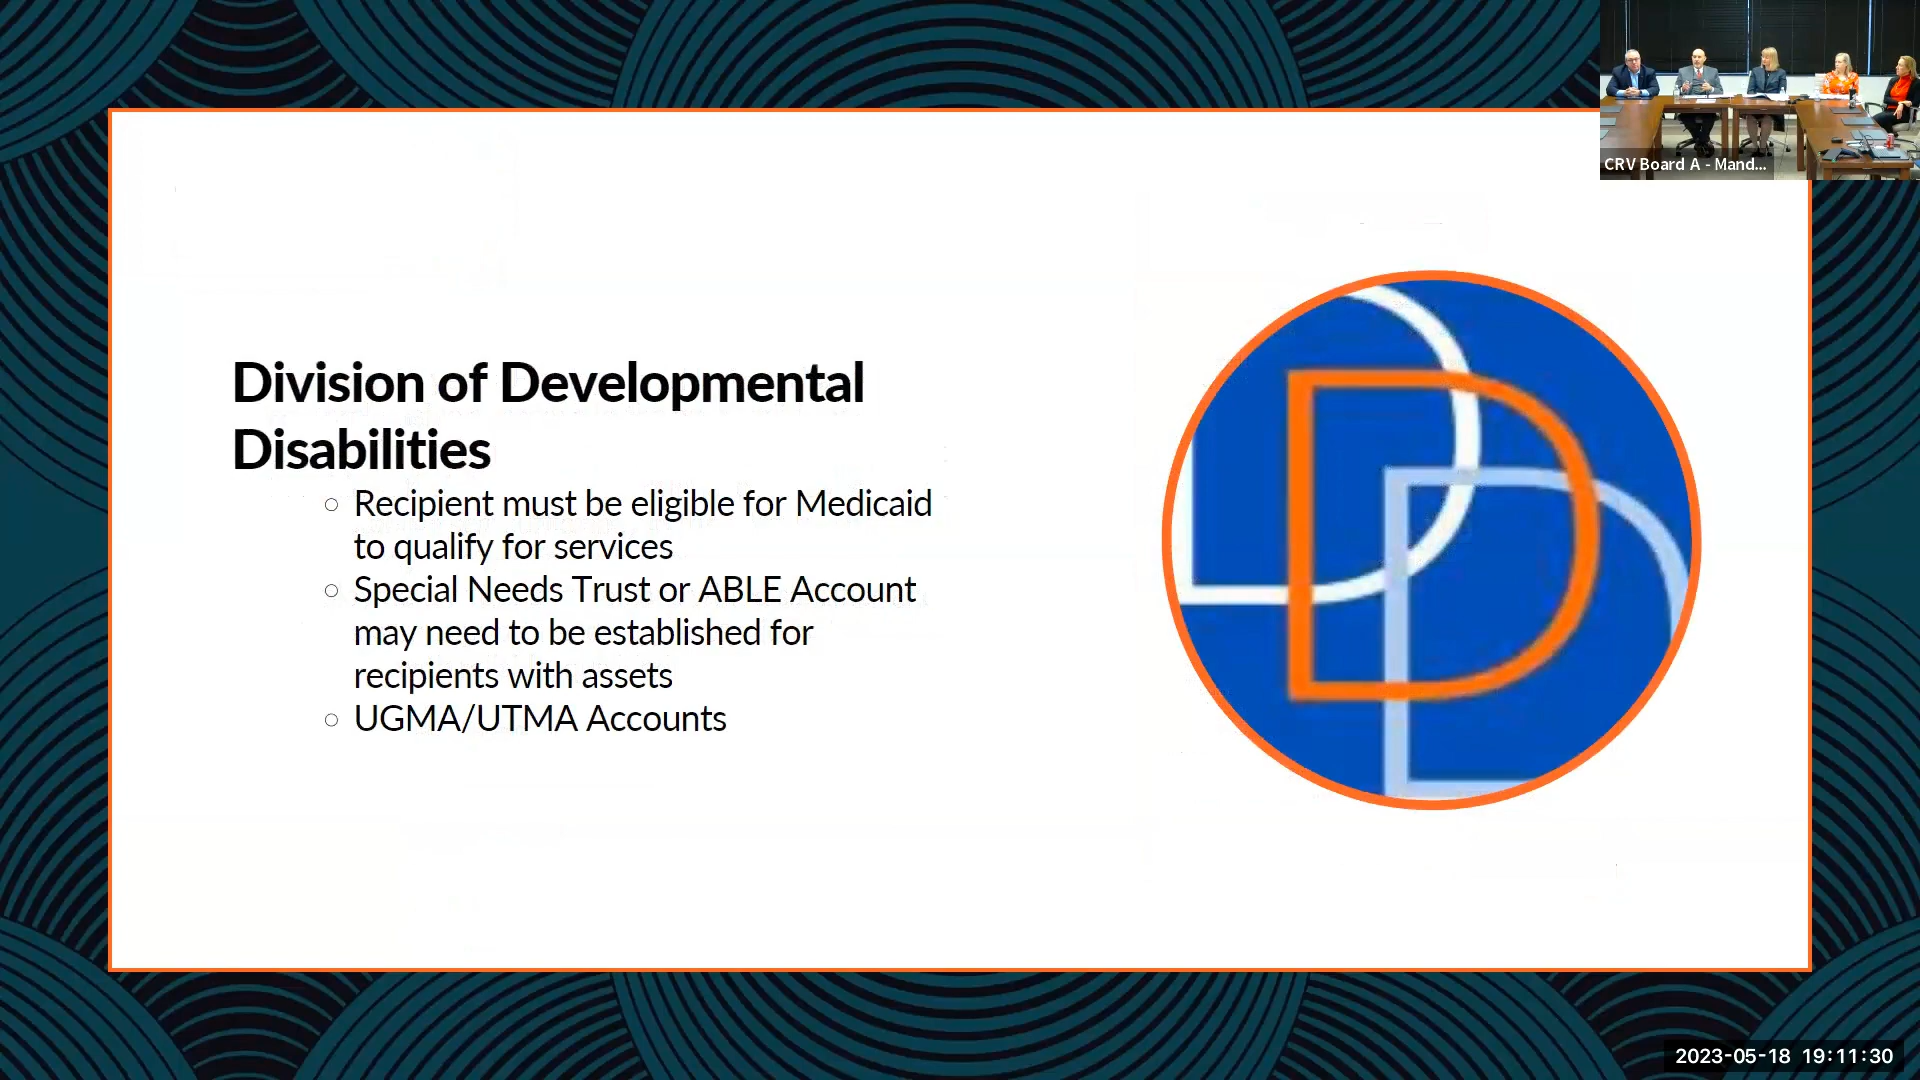 CRV Board A - Mand...
Division of Developmental
Disabilities
○ Recipient must be eligible for Medicaid
to qualify for services
○ Special Needs Trust or ABLE Account
may need to be established for
recipients with assets
○ UGMA/UTMA Accounts
DDD
2023-05-18 19:11:30